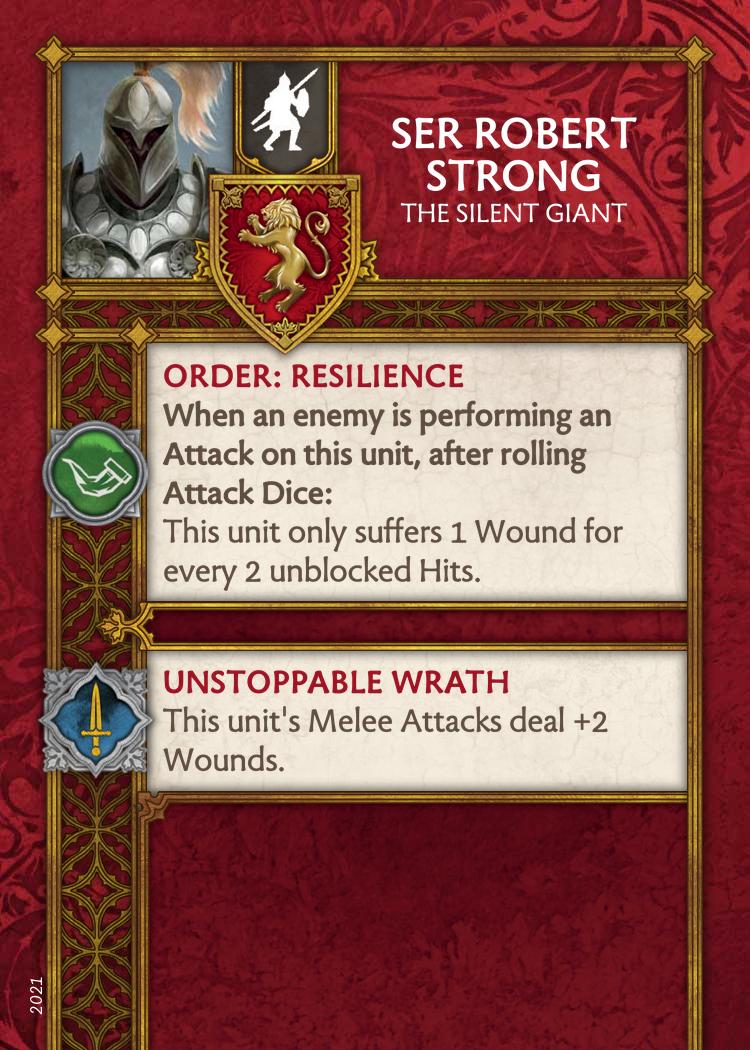 SER ROBERT
STRONG
THE SILENT GIANT
ORDER: RESILIENCE
When an enemy is performing an
Attack on this unit, after rolling
Attack Dice:
This unit only suffers 1 Wound for
every 2 unblocked Hits.
UNSTOPPABLE WRATH
This unit's Melee Attacks deal +2
Wounds.
2021